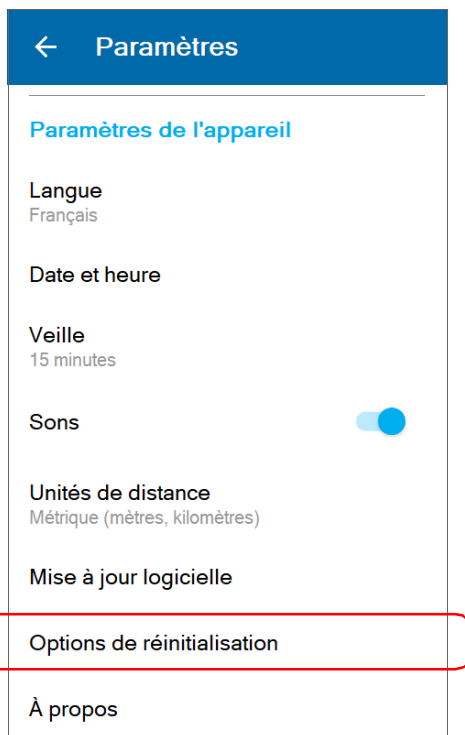 Paramètres
Paramètres de l'appareil
Langue
Français
Date et heure
Veille
15 minutes
Sons
Unités de distance
Métrique (mètres, kilomètres)
Mise à jour logicielle
Options de réinitialisation
À propos